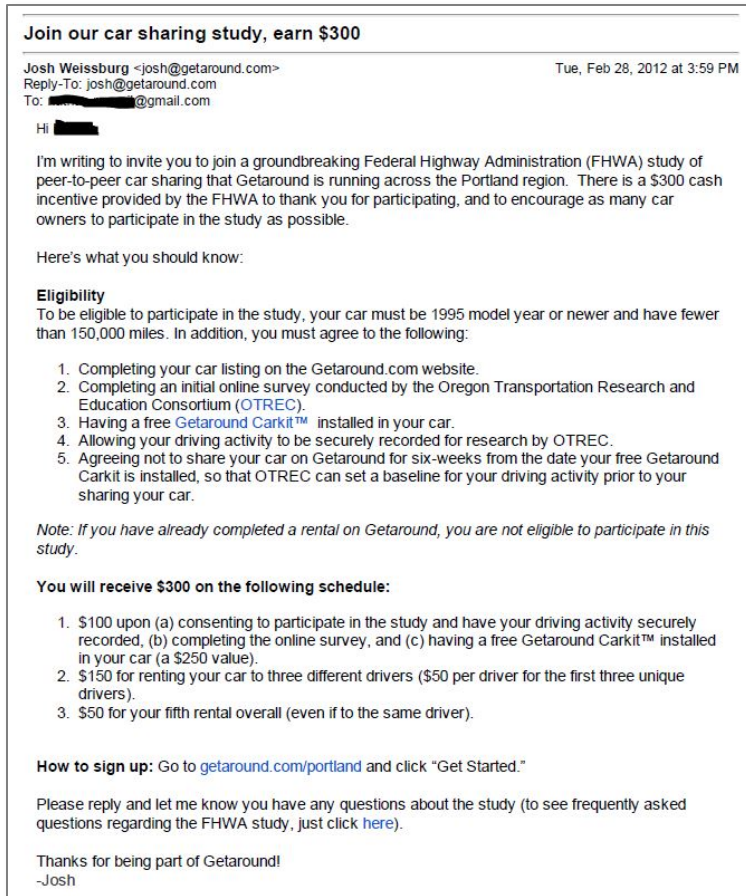 Join our car sharing study, earn $300
Josh Weissburg <josh@getaround.com> Tue, Feb 28, 2012 at 3:59 PM
Reply-To: josh@getaround.com
To: @gmail.com
Hi
I'm writing to invite you to join a groundbreaking Federal Highway Administration (FHWA) study of
peer-to-peer car sharing that Getaround is running across the Portland region. There is a $300 cash
incentive provided by the FHWA to thank you for participating, and to encourage as many car
owners to participate in the study as possible.
Here's what you should know:
Eligibility
To be eligible to participate in the study, your car must be 1995 model year or newer and have fewer
than 150,000 miles. In addition, you must agree to the following:
1. Completing your car listing on the Getaround.com website.
2. Completing an initial online survey conducted by the Oregon Transportation Research and
Education Consortium (OTREC).
3. Having a free Getaround Carkit™ installed in your car.
4. Allowing your driving activity to be securely recorded for research by OTREC.
5. Agreeing not to share your car on Getaround for six-weeks from the date your free Getaround
Carkit is installed, so that OTREC can set a baseline for your driving activity prior to your
sharing your car.
Note: If you have already completed a rental on Getaround, you are not eligible to participate in this
study.
You will receive $300 on the following schedule:
1. $100 upon (a) consenting to participate in the study and have your driving activity securely
recorded, (b) completing the online survey, and (c) having a free Getaround Carkit™ installed
in your car (a $250 value).
2. $150 for renting your car to three different drivers ($50 per driver for the first three unique
drivers).
3. $50 for your fifth rental overall (even if to the same driver).
How to sign up: Go to getaround.com/portland and click “Get Started.”
Please reply and let me know you have any questions about the study (to see frequently asked
questions regarding the FHWA study, just click here).
Thanks for being part of Getaround!
-Josh